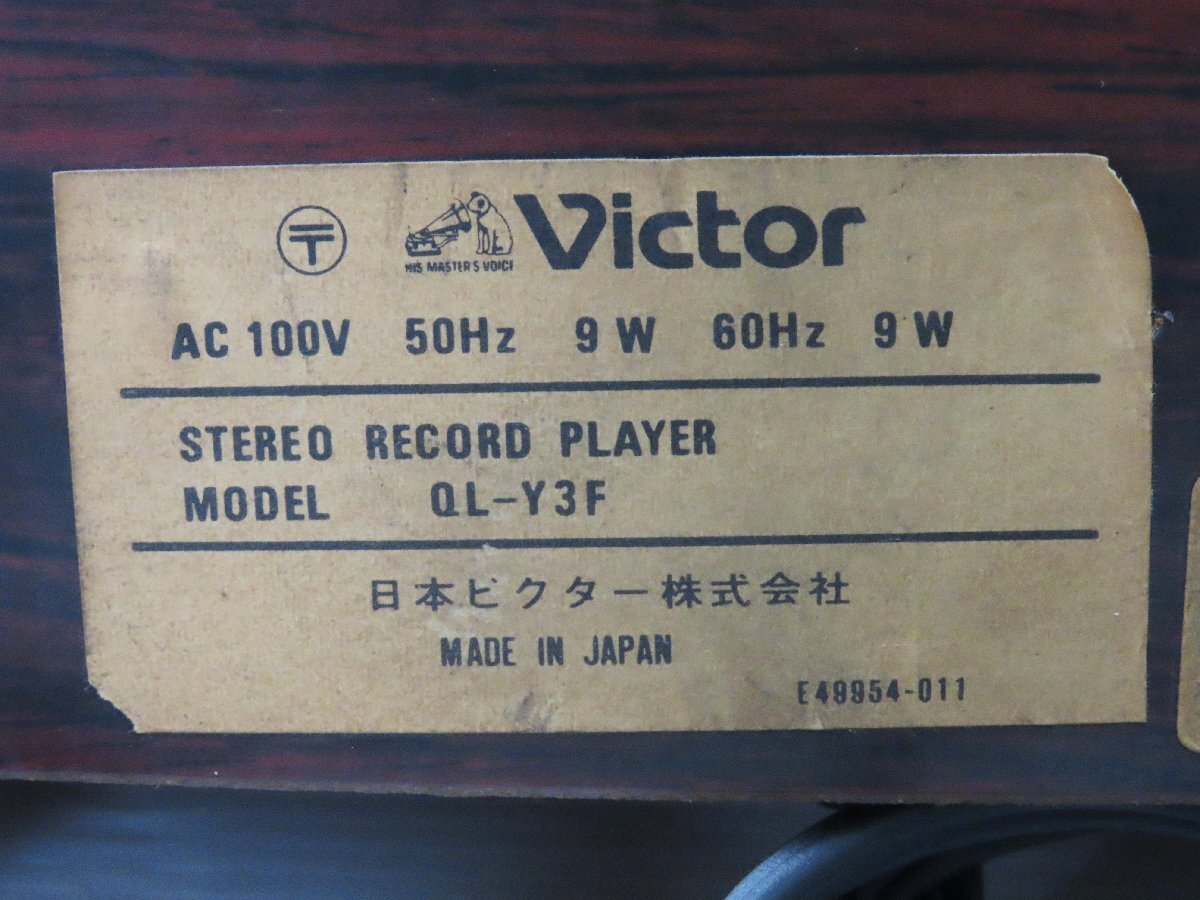 Victor
HIS MASTER'S VOICE
AC 100V 50Hz 9W 60Hz 9W
STEREO RECORD PLAYER
MODEL QL-Y3F
日本ビクター株式会社
MADE IN JAPAN
E49954-011